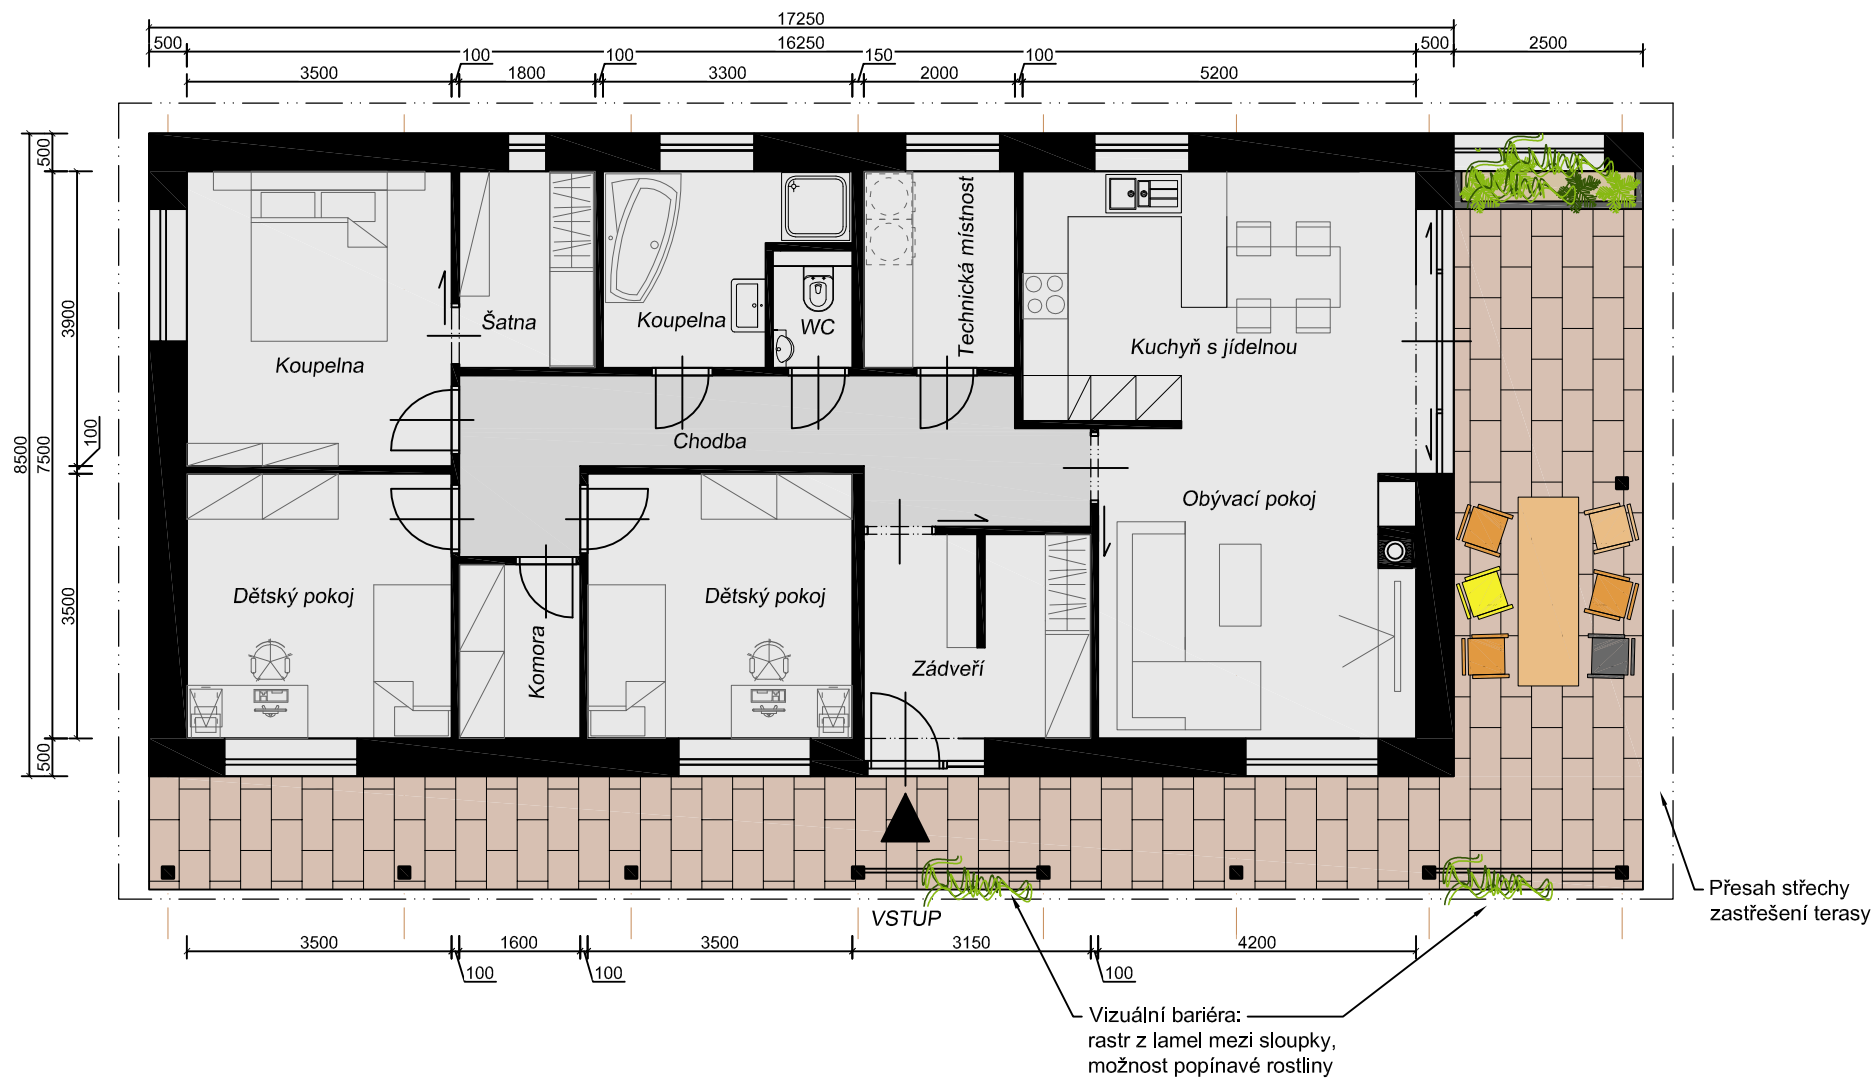 17250
500
16250
500
2500
100
100
150
100
3500
1800
3300
2000
5200
500
3900
100
8500
7500
3500
500
Koupelna
Šatna
Koupelna
WC
Technická místnost
Kuchyň s jídelnou
Chodba
Obývací pokoj
Dětský pokoj
Komora
Dětský pokoj
Zádveří
VSTUP
Přesah střechy
zastřešení terasy
3500
1600
3500
3150
4200
100
100
100
Vizuální bariéra:
rastr z lamel mezi sloupky,
možnost popínavé rostliny